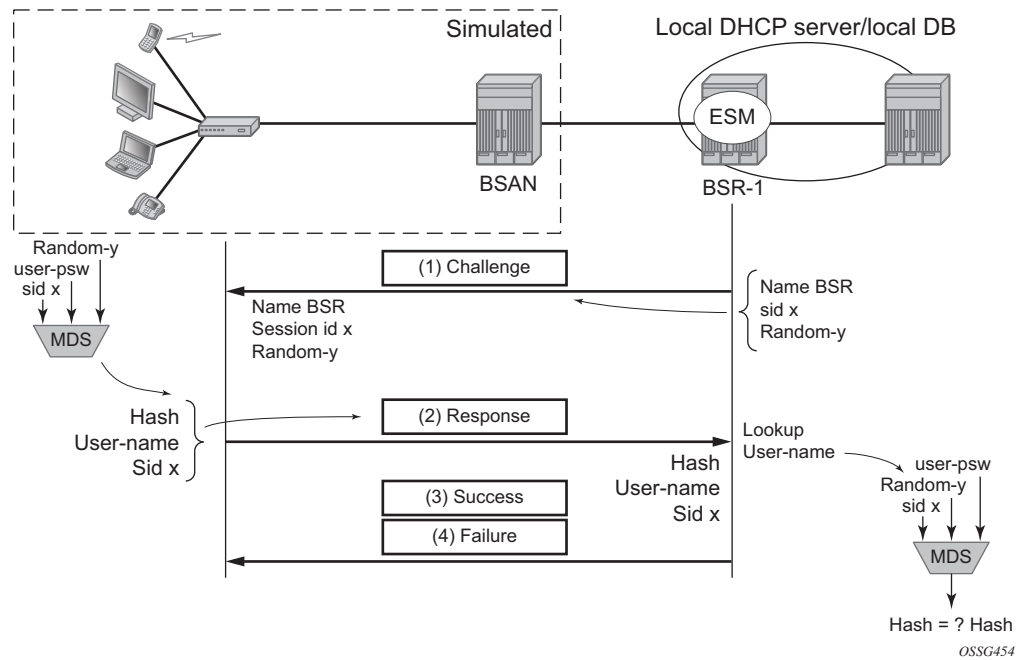 Simulated
Local DHCP server/local DB
ESM
BSAN
BSR-1
Random-y
user-psw
sid x
MDS
(1) Challenge
Name BSR
Session id x
Random-y
Name BSR
sid x
Random-y
Hash
User-name
Sid x
(2) Response
Lookup
User-name
Hash
User-name
Sid x
(3) Success
(4) Failure
user-psw
Random-y
sid x
MDS
Hash = ? Hash
OSSG454